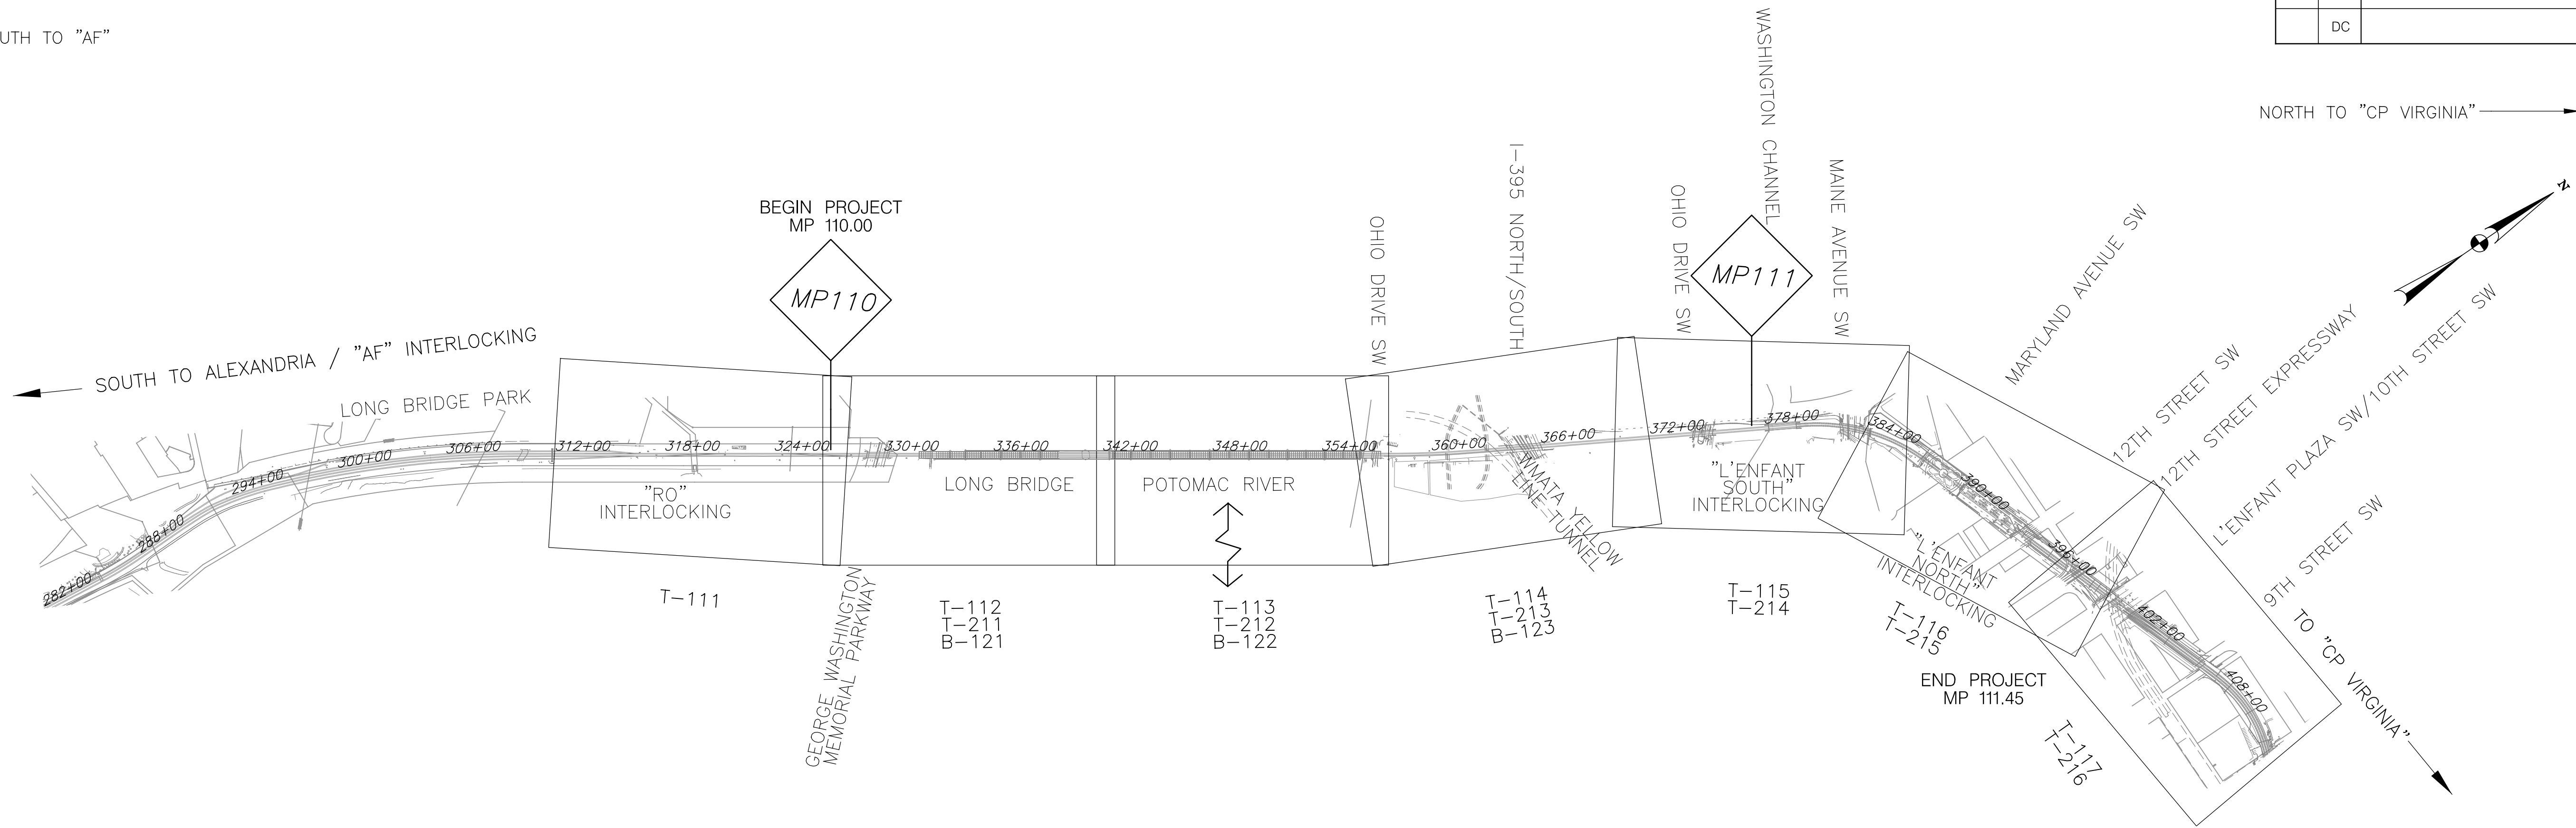 UTH TO "AF"
DC
NORTH TO "CP VIRGINIA"
N
BEGIN PROJECT
MP 110.00
MP110
MP111
WASHINGTON CHANNEL
OHIO DRIVE SW
I-395 NORTH/SOUTH
OHIO DRIVE SW
MAINE AVENUE SW
MARYLAND AVENUE SW
12TH STREET SW
12TH STREET EXPRESSWAY
L'ENFANT PLAZA SW/10TH STREET SW
9TH STREET SW
TO "CP VIRGINIA"
SOUTH TO ALEXANDRIA / "AF" INTERLOCKING
LONG BRIDGE PARK
282+00
288+00
294+00
300+00
306+00
312+00
318+00
324+00
330+00
336+00
342+00
348+00
354+00
360+00
366+00
372+00
378+00
384+00
390+00
396+00
402+00
408+00
"RO"
INTERLOCKING
LONG BRIDGE
POTOMAC RIVER
WMATA YELLOW
LINE TUNNEL
"L'ENFANT
SOUTH"
INTERLOCKING
"L'ENFANT
NORTH"
INTERLOCKING
GEORGE WASHINGTON
MEMORIAL PARKWAY
T-111
T-112
T-211
B-121
T-113
T-212
B-122
T-114
T-213
B-123
T-115
T-214
T-116
T-215
END PROJECT
MP 111.45
T-117
T-216